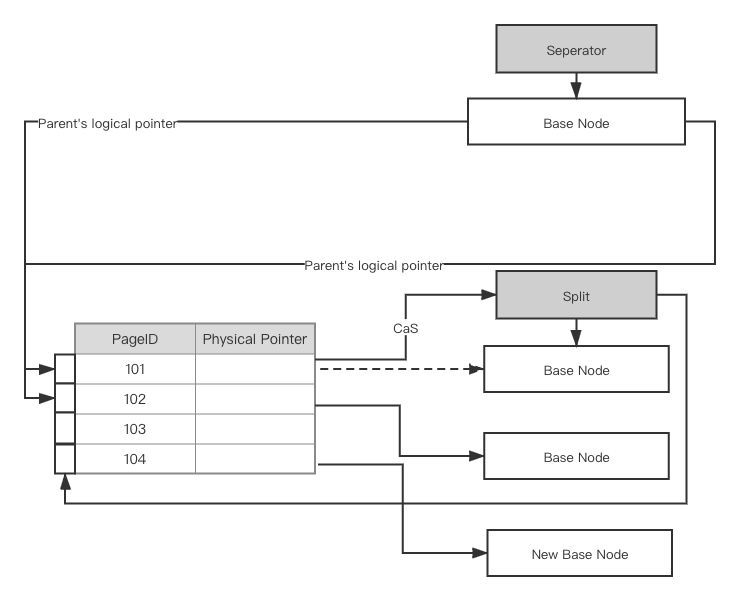 Seperator
Parent's logical pointer
Base Node
Parent's logical pointer
Split
CaS
PageID Physical Pointer
101
Base Node
102
103
104
Base Node
New Base Node